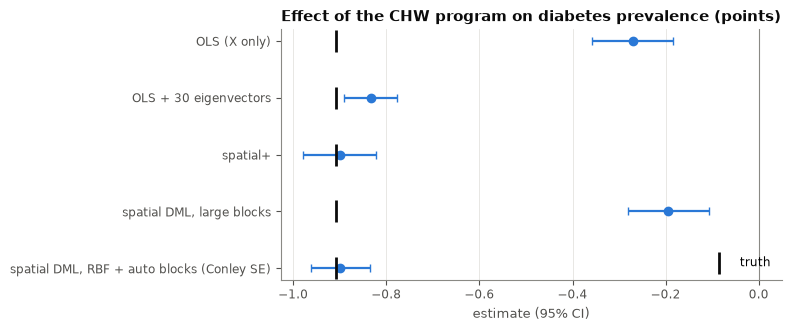 Effect of the CHW program on diabetes prevalence (points)
OLS (X only)
OLS + 30 eigenvectors
spatial+
spatial DML, large blocks
spatial DML, RBF + auto blocks (Conley SE)
truth
−1.0 −0.8 −0.6 −0.4 −0.2 0.0
estimate (95% CI)